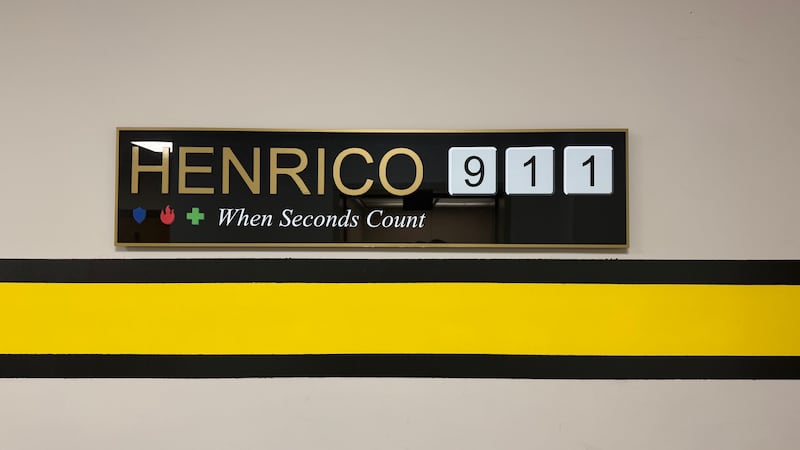 HENRICO 911
When Seconds Count